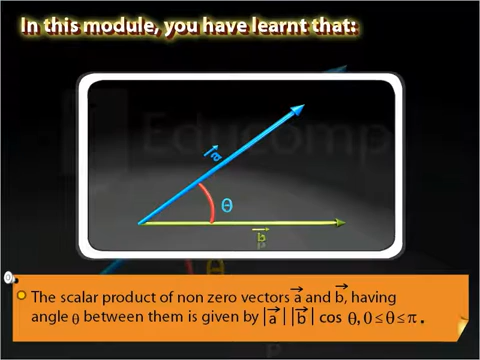 In this module, you have learnt that:
Educomp
a⃗
θ
b⃗
The scalar product of non zero vectors a⃗ and b⃗, having
angle θ between them is given by |a⃗| |b⃗| cos θ, 0 ≤ θ ≤ π.